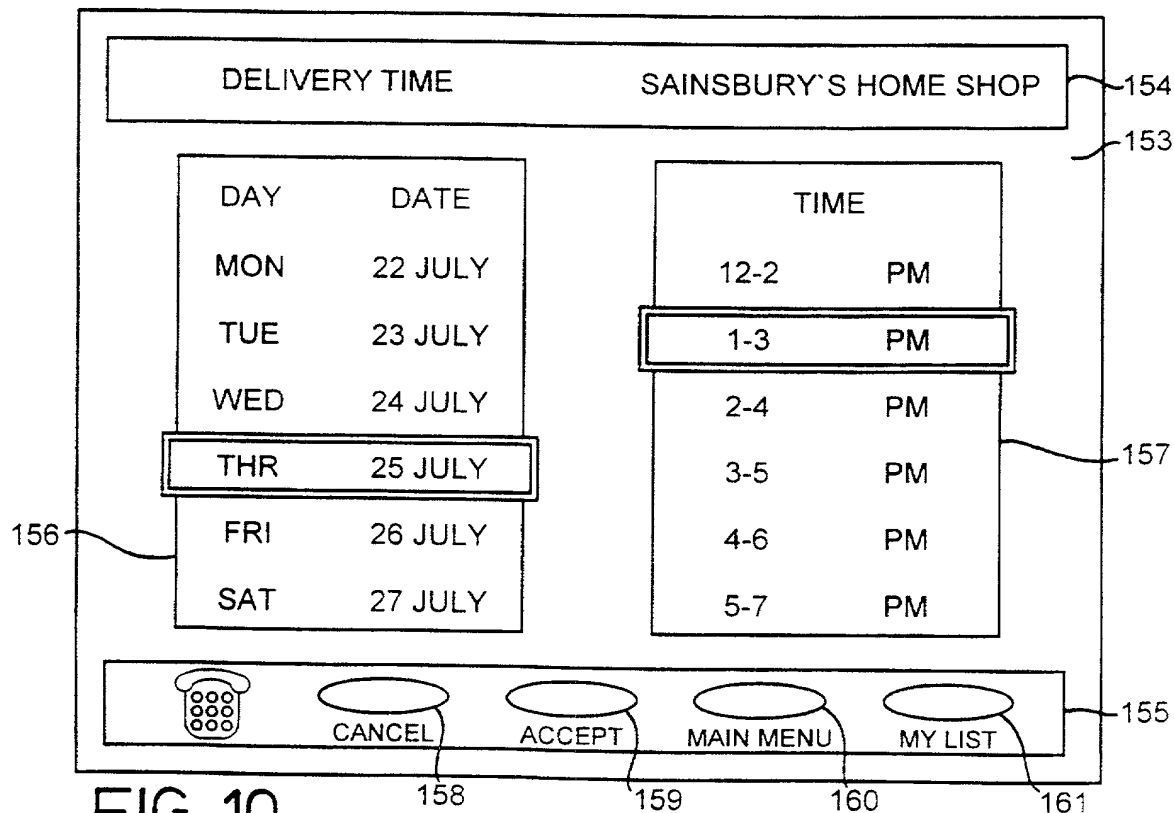 DELIVERY TIME SAINSBURY`S HOME SHOP
154
153
DAY DATE
MON 22 JULY
TUE 23 JULY
WED 24 JULY
THR 25 JULY
FRI 26 JULY
SAT 27 JULY
156
TIME
12-2 PM
1-3 PM
2-4 PM
3-5 PM
4-6 PM
5-7 PM
157
CANCEL ACCEPT MAIN MENU MY LIST
155
158 159 160 161
FIG. 10